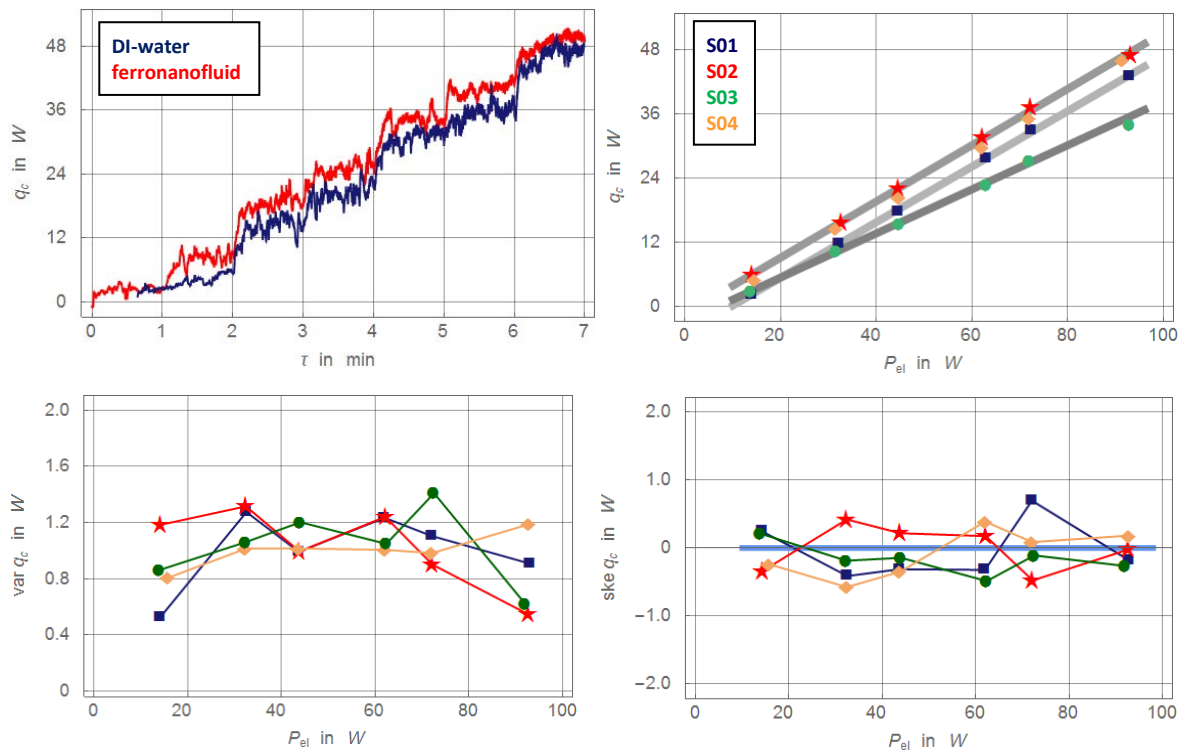 DI-water
ferronanofluid
q_c in W
48
36
24
12
0
0 1 2 3 4 5 6 7
τ in min
S01
S02
S03
S04
q_c in W
48
36
24
12
0
0 20 40 60 80 100
P_el in W
var q_c in W
2.0
1.6
1.2
0.8
0.4
0
0 20 40 60 80 100
P_el in W
ske q_c in W
2.0
1.0
0
−1.0
−2.0
0 20 40 60 80 100
P_el in W